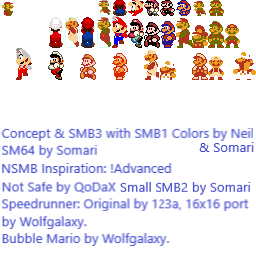 Concept & SMB3 with SMB1 Colors by Neil
& Somari
SM64 by Somari
NSMB Inspiration: !Advanced
Not Safe by QoDaX Small SMB2 by Somari
Speedrunner: Original by 123a, 16x16 port
by Wolfgalaxy.
Bubble Mario by Wolfgalaxy.